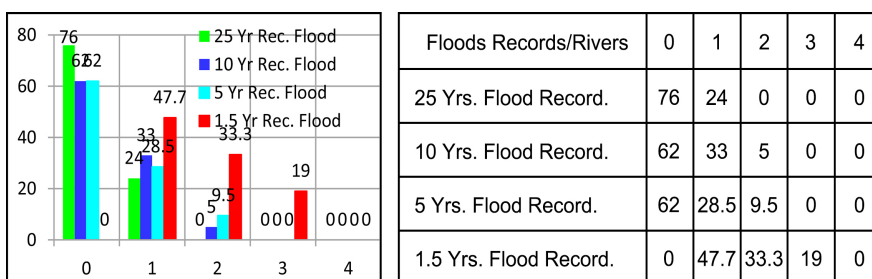 80
60
40
20
0
76
62
62
0
24
33
28.5
47.7
0
5
9.5
33.3
0 0 0
19
0 0 0 0
0 1 2 3 4
25 Yr Rec. Flood
10 Yr Rec. Flood
5 Yr Rec. Flood
1.5 Yr Rec. Flood
Floods Records/Rivers 0 1 2 3 4
25 Yrs. Flood Record. 76 24 0 0 0
10 Yrs. Flood Record. 62 33 5 0 0
5 Yrs. Flood Record. 62 28.5 9.5 0 0
1.5 Yrs. Flood Record. 0 47.7 33.3 19 0